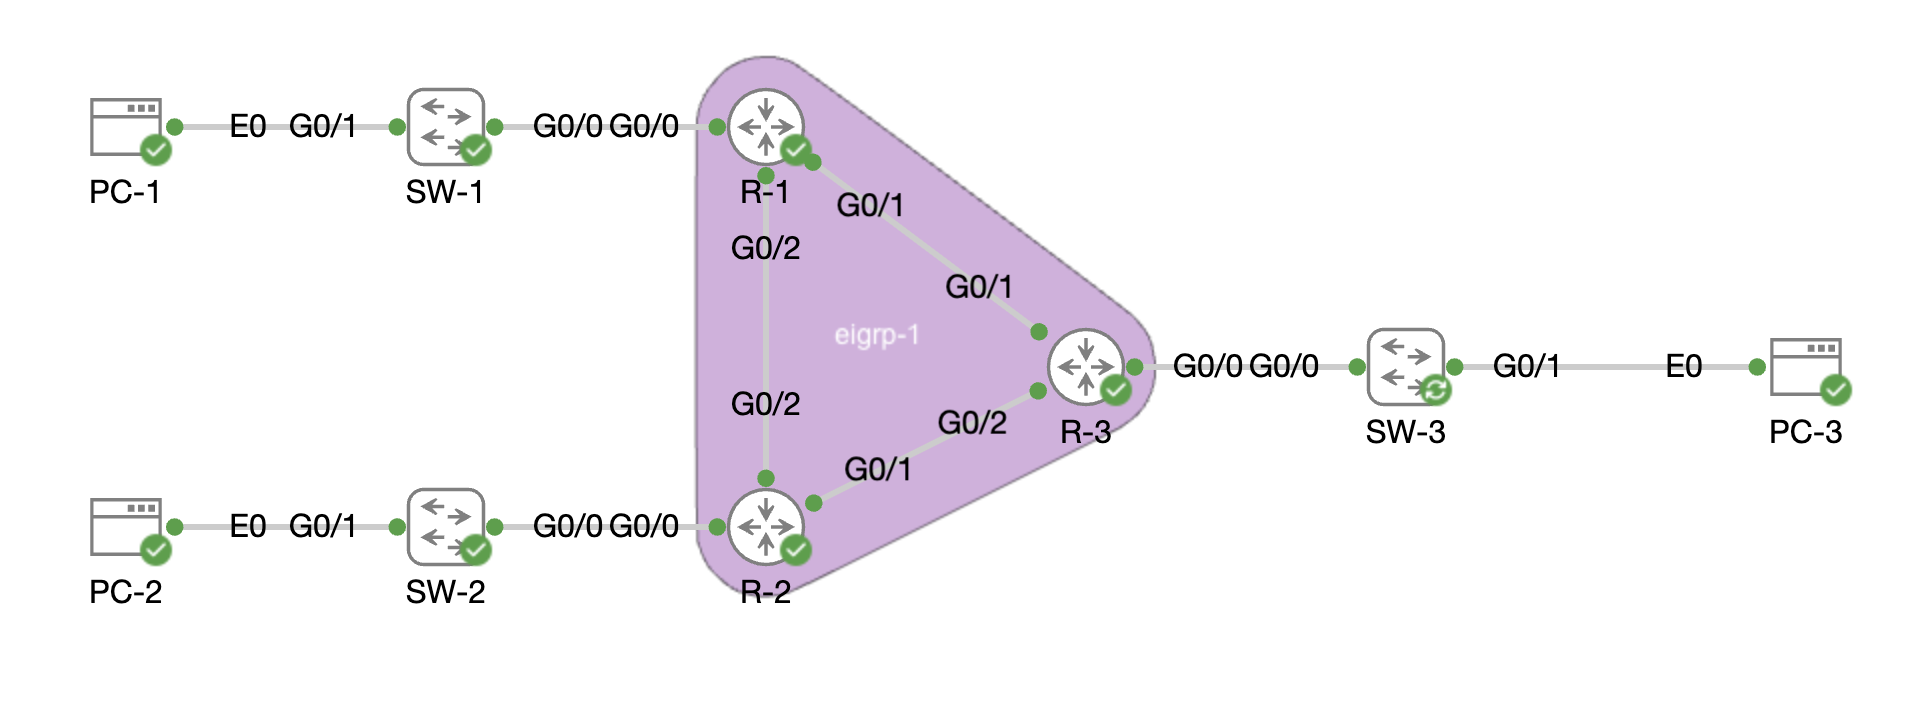 E0 G0/1 G0/0 G0/0
PC-1 SW-1 R-1
G0/1
G0/2
G0/1
eigrp-1
G0/0 G0/0 G0/1 E0
G0/2
G0/2
R-3 SW-3 PC-3
G0/1
E0 G0/1 G0/0 G0/0
PC-2 SW-2 R-2